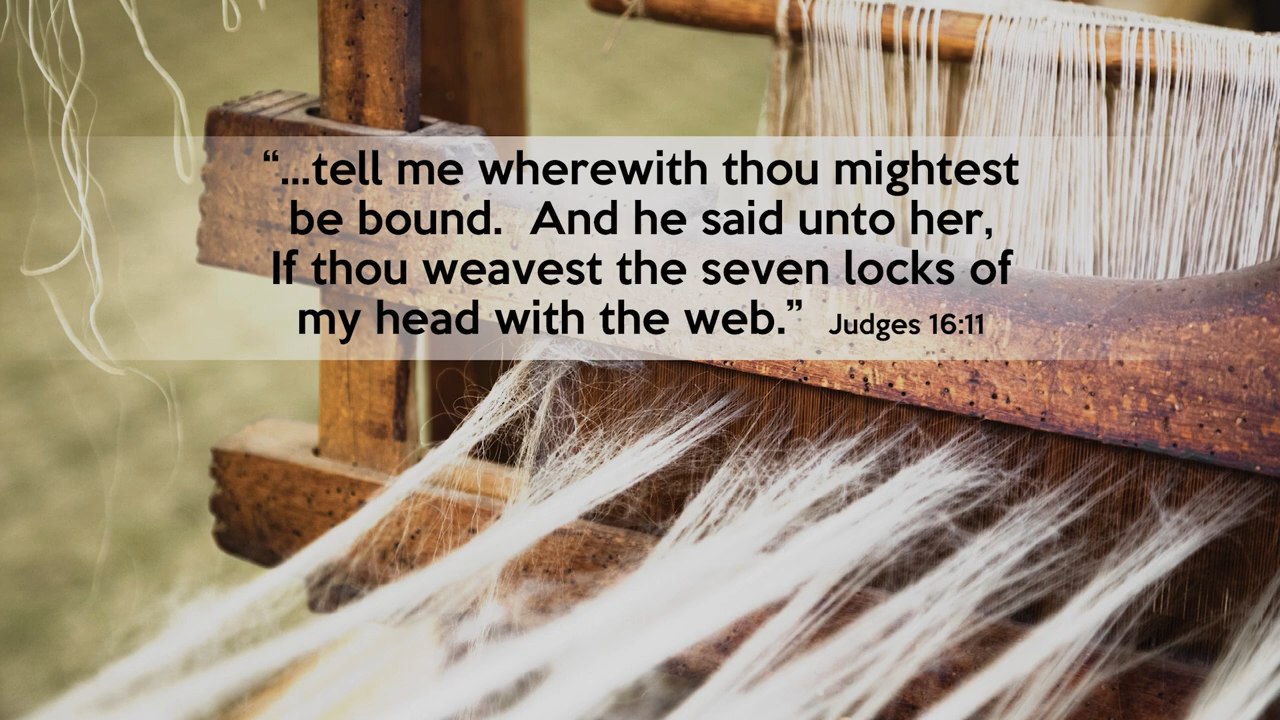 “...tell me wherewith thou mightest
be bound.  And he said unto her,
If thou weavest the seven locks of
my head with the web.”  Judges 16:11